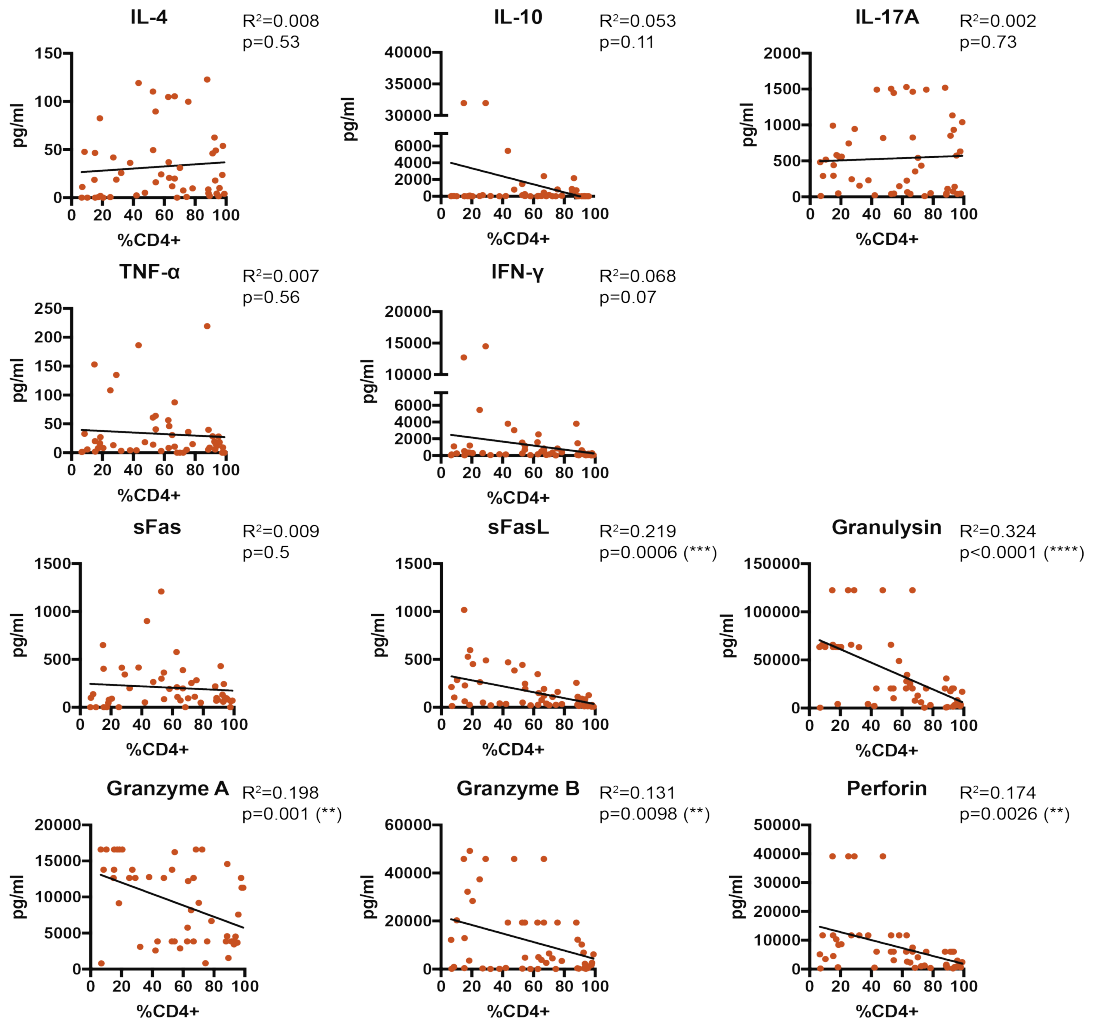 IL-4
R²=0.008
p=0.53
150
100
50
0
pg/ml
0 20 40 60 80 100
%CD4+
IL-10
R²=0.053
p=0.11
40000
35000
30000
6000
4000
2000
0
pg/ml
0 20 40 60 80 100
%CD4+
IL-17A
R²=0.002
p=0.73
2000
1500
1000
500
0
pg/ml
0 20 40 60 80 100
%CD4+
TNF-α
R²=0.007
p=0.56
250
200
150
100
50
0
pg/ml
0 20 40 60 80 100
%CD4+
IFN-γ
R²=0.068
p=0.07
20000
15000
10000
6000
4000
2000
0
pg/ml
0 20 40 60 80 100
%CD4+
sFas
R²=0.009
p=0.5
1500
1000
500
0
pg/ml
0 20 40 60 80 100
%CD4+
sFasL
R²=0.219
p=0.0006 (***)
1500
1000
500
0
pg/ml
0 20 40 60 80 100
%CD4+
Granulysin
R²=0.324
p<0.0001 (****)
150000
100000
50000
0
pg/ml
0 20 40 60 80 100
%CD4+
Granzyme A
R²=0.198
p=0.001 (**)
20000
15000
10000
5000
0
pg/ml
0 20 40 60 80 100
%CD4+
Granzyme B
R²=0.131
p=0.0098 (**)
60000
40000
20000
0
pg/ml
0 20 40 60 80 100
%CD4+
Perforin
R²=0.174
p=0.0026 (**)
50000
40000
30000
20000
10000
0
pg/ml
0 20 40 60 80 100
%CD4+